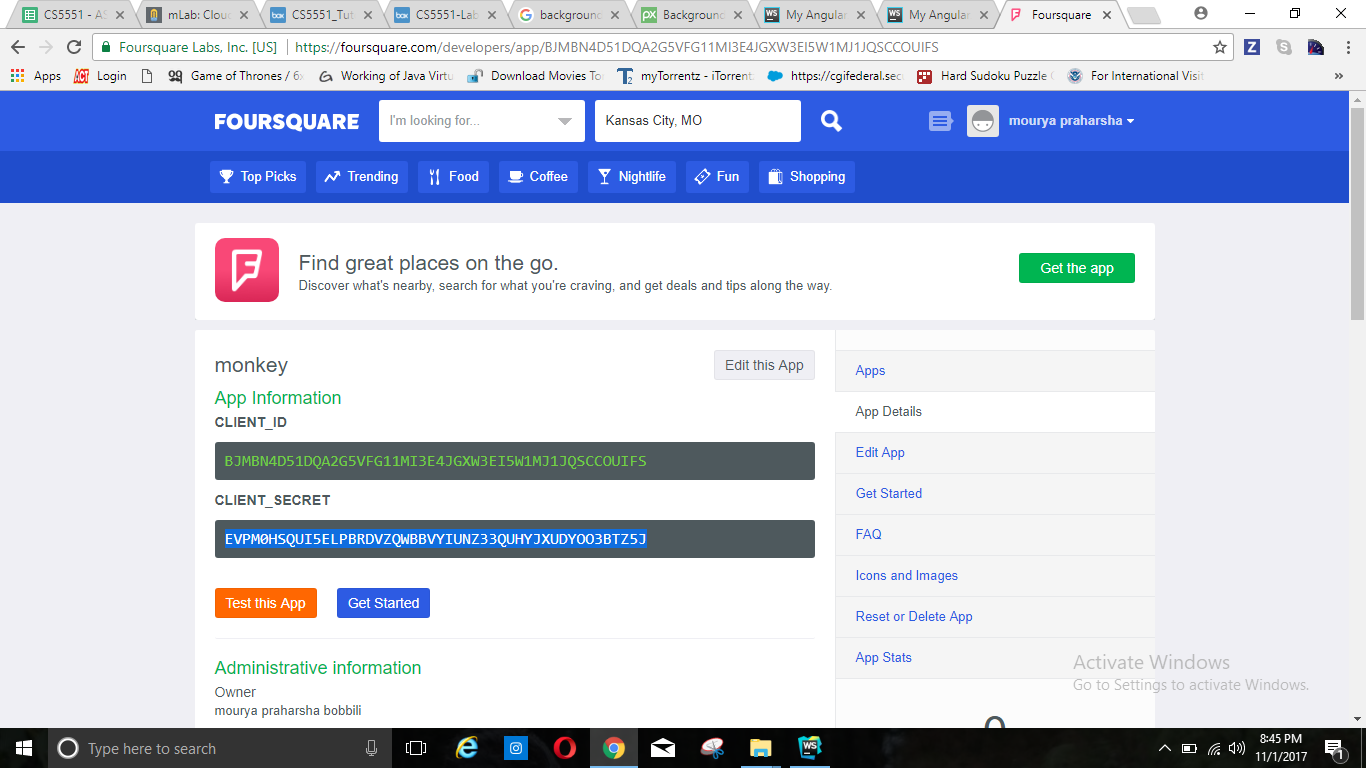 CS5551 - AS
mLab: Cloud
CS5551_Tut
CS5551-Lab
background
Background
My Angular
My Angular
Foursquare
Foursquare Labs, Inc. [US]
https://foursquare.com/developers/app/BJMBN4D51DQA2G5VFG11MI3E4JGXW3EI5W1MJ1JQSCCOUIFS
Apps
Login
Game of Thrones / 6x
Working of Java Virtu
Download Movies To
myTorrentz - iTorrent
https://cgifederal.sec
Hard Sudoku Puzzle
For International Visit
FOURSQUARE
I'm looking for...
Kansas City, MO
mourya praharsha
Top Picks
Trending
Food
Coffee
Nightlife
Fun
Shopping
Find great places on the go.
Discover what's nearby, search for what you're craving, and get deals and tips along the way.
Get the app
monkey
Edit this App
App Information
CLIENT_ID
BJMBN4D51DQA2G5VFG11MI3E4JGXW3EI5W1MJ1JQSCCOUIFS
CLIENT_SECRET
EVPM0HSQUI5ELPBRDVZQWBBVYIUNZ33QUHYJXUDYOO3BTZ5J
Test this App
Get Started
Administrative information
Owner
mourya praharsha bobbili
Apps
App Details
Edit App
Get Started
FAQ
Icons and Images
Reset or Delete App
App Stats
Activate Windows
Go to Settings to activate Windows.
Type here to search
8:45 PM
11/1/2017